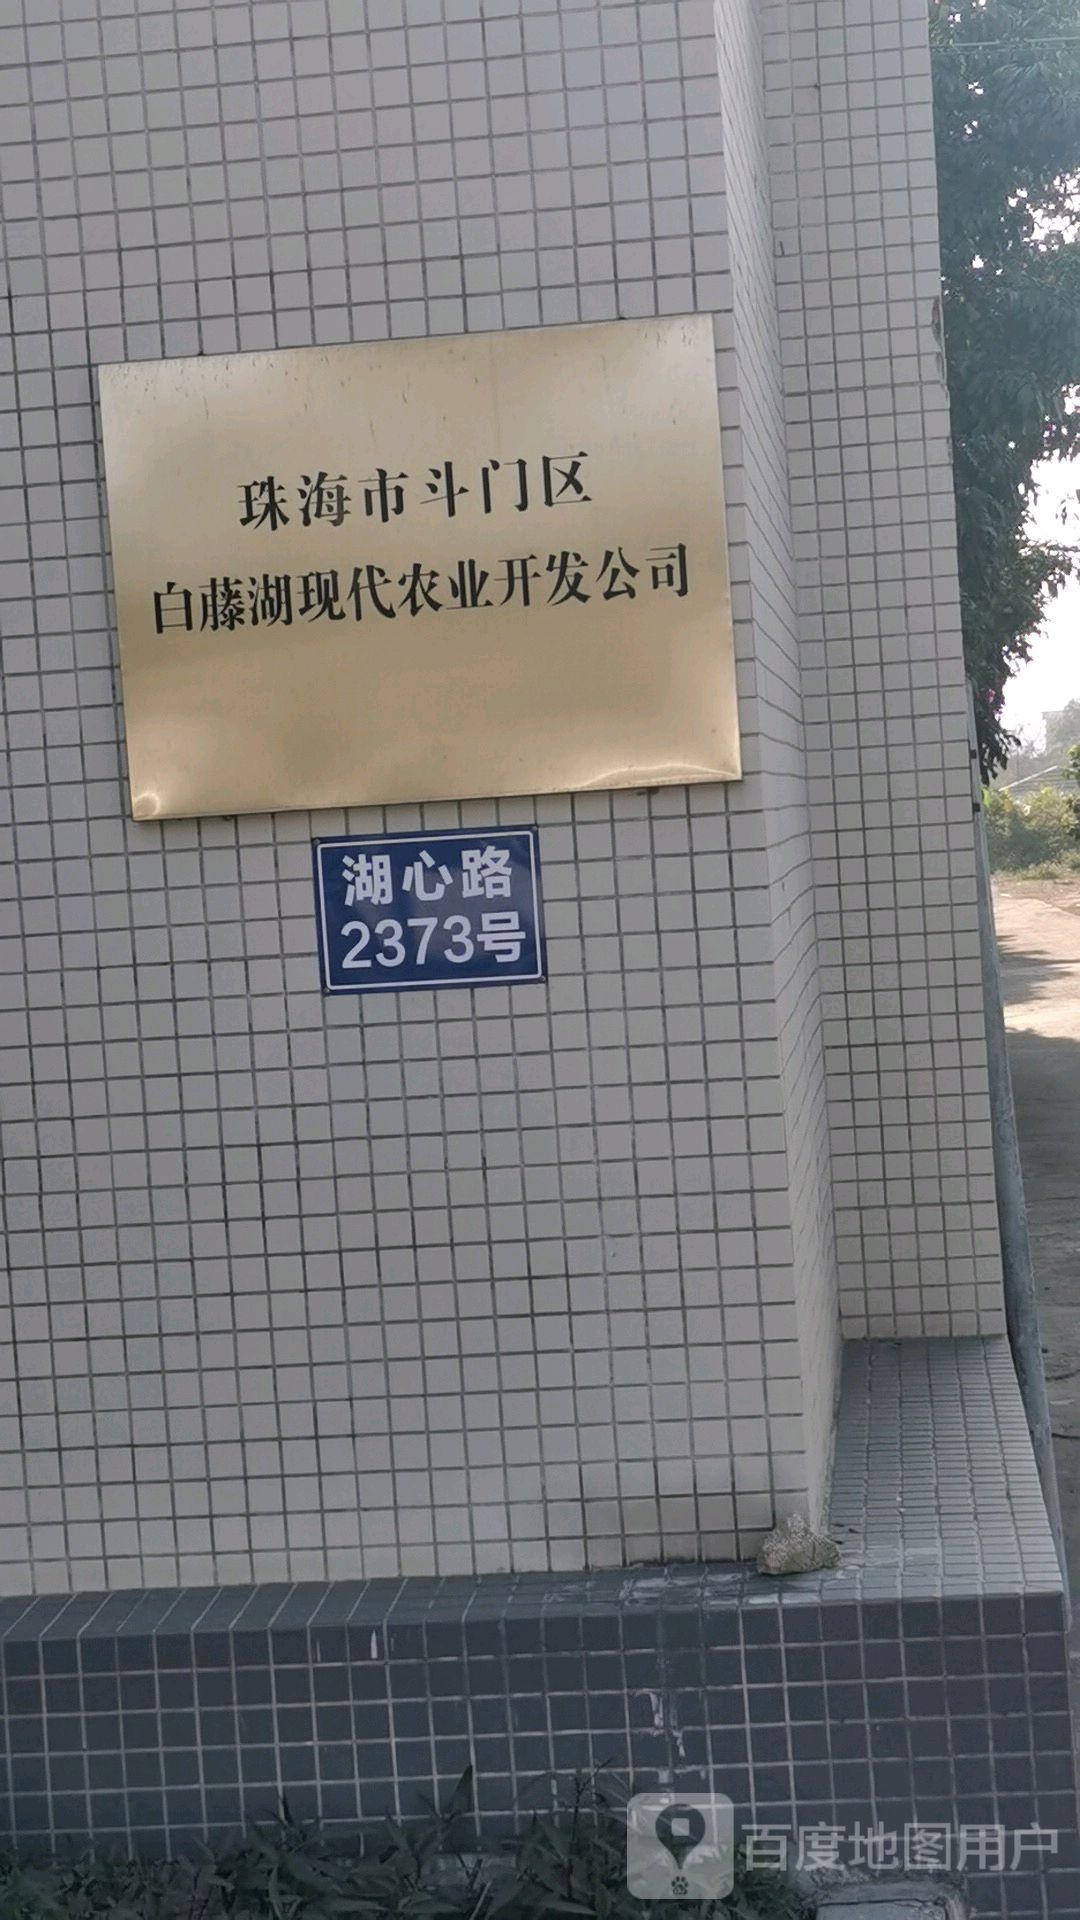 珠海市斗门区
白藤湖现代农业开发公司
湖心路
2373号
百度地图用户